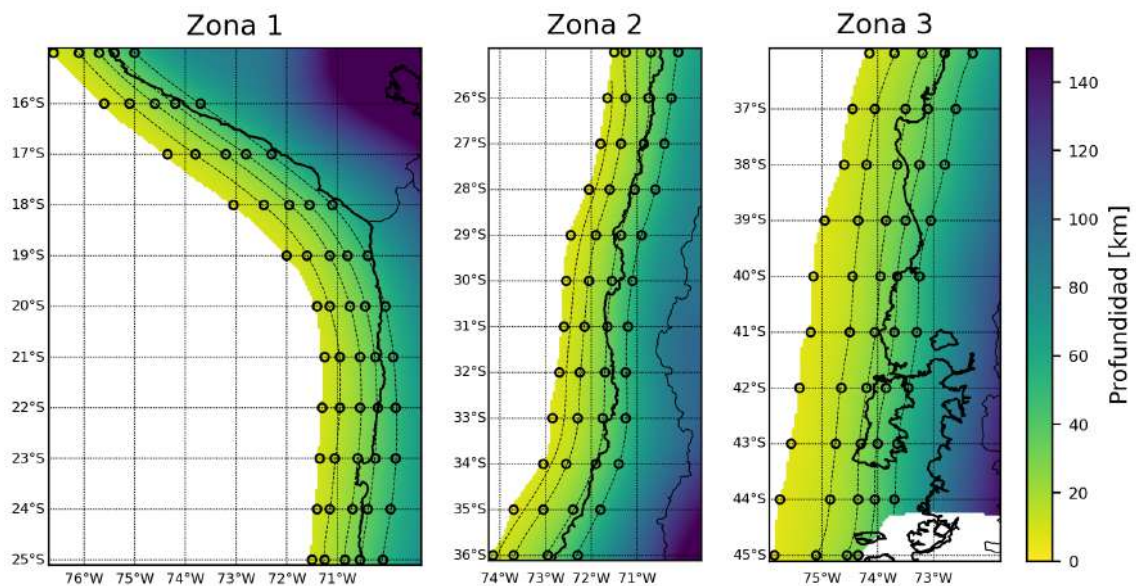 Zona 1
Zona 2
Zona 3
16°S
17°S
18°S
19°S
20°S
21°S
22°S
23°S
24°S
25°S
76°W 75°W 74°W 73°W 72°W 71°W
26°S
27°S
28°S
29°S
30°S
31°S
32°S
33°S
34°S
35°S
36°S
74°W 73°W 72°W 71°W
37°S
38°S
39°S
40°S
41°S
42°S
43°S
44°S
45°S
75°W 74°W 73°W
140
120
100
80
60
40
20
0
Profundidad [km]